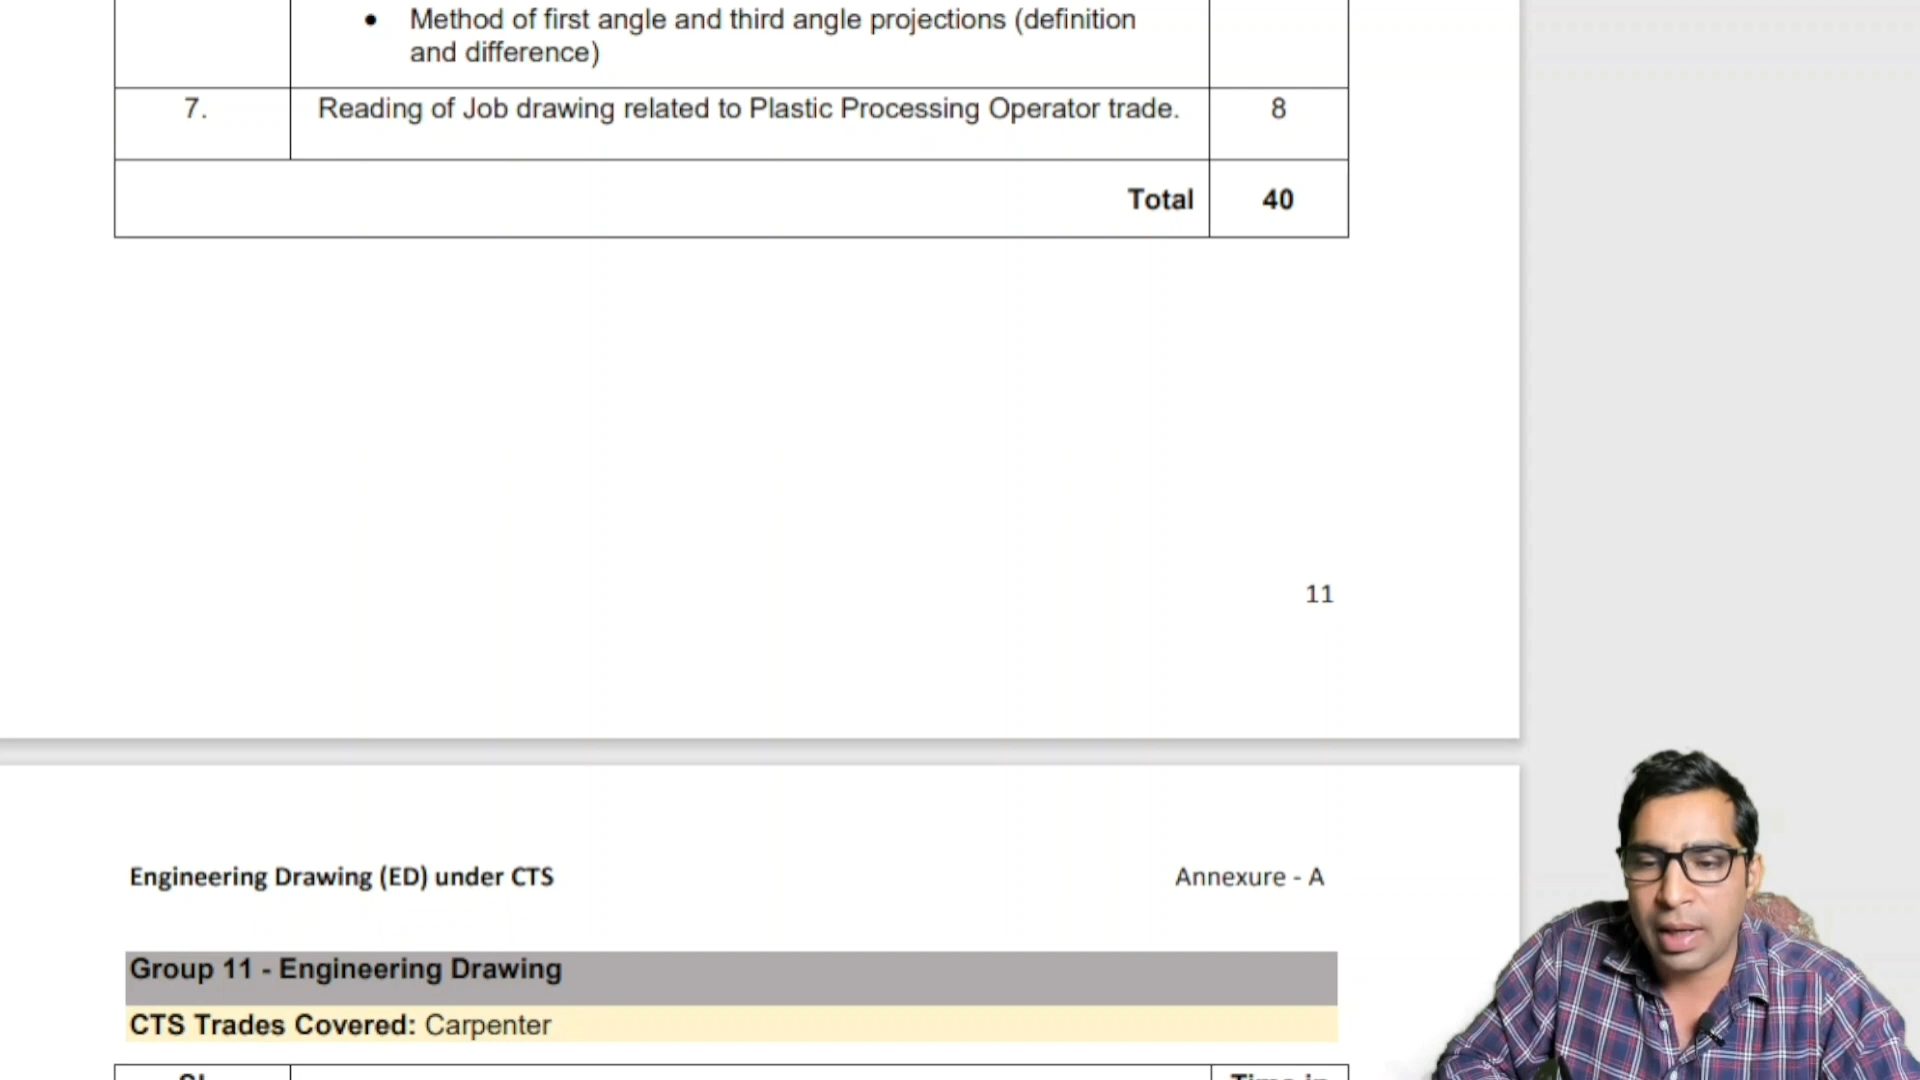 • Method of first angle and third angle projections (definition
and difference)
7. Reading of Job drawing related to Plastic Processing Operator trade. 8
Total 40
11
Engineering Drawing (ED) under CTS Annexure - A
Group 11 - Engineering Drawing
CTS Trades Covered: Carpenter